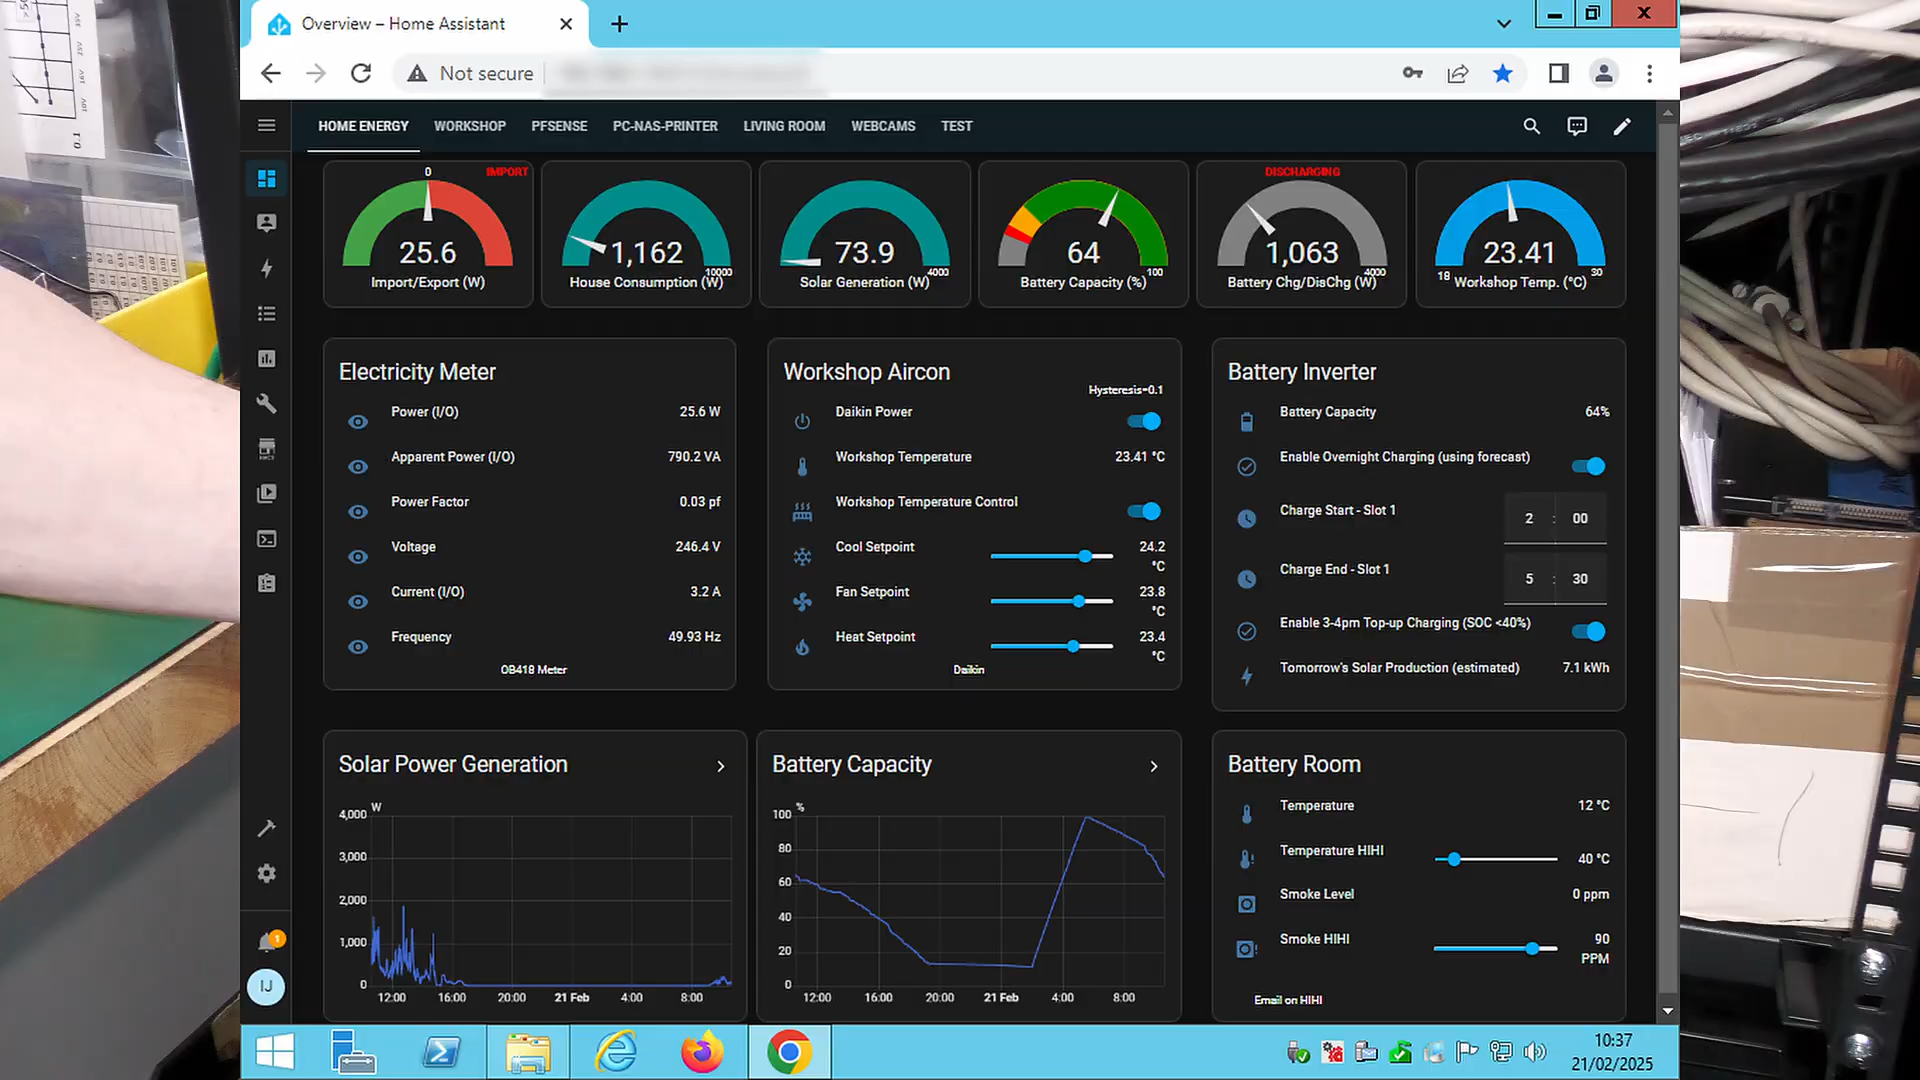 Overview – Home Assistant
Not secure
HOME ENERGY WORKSHOP PFSENSE PC-NAS-PRINTER LIVING ROOM WEBCAMS TEST
0 IMPORT
25.6
Import/Export (W)
1,162
10000
House Consumption (W)
73.9
4000
Solar Generation (W)
64
100
Battery Capacity (%)
DISCHARGING
1,063
4000
Battery Chg/DisChg (W)
23.41
18 30
Workshop Temp. (°C)
Electricity Meter
Power (I/O) 25.6 W
Apparent Power (I/O) 790.2 VA
Power Factor 0.03 pf
Voltage 246.4 V
Current (I/O) 3.2 A
Frequency 49.93 Hz
OB418 Meter
Workshop Aircon
Hysteresis=0.1
Daikin Power
Workshop Temperature 23.41 °C
Workshop Temperature Control
Cool Setpoint 24.2 °C
Fan Setpoint 23.8 °C
Heat Setpoint 23.4 °C
Daikin
Battery Inverter
Battery Capacity 64%
Enable Overnight Charging (using forecast)
Charge Start - Slot 1 2 : 00
Charge End - Slot 1 5 : 30
Enable 3-4pm Top-up Charging (SOC <40%)
Tomorrow's Solar Production (estimated) 7.1 kWh
Solar Power Generation
W
4,000
3,000
2,000
1,000
0
12:00 16:00 20:00 21 Feb 4:00 8:00
Battery Capacity
%
100
80
60
40
20
0
12:00 16:00 20:00 21 Feb 4:00 8:00
Battery Room
Temperature 12 °C
Temperature HIHI 40 °C
Smoke Level 0 ppm
Smoke HIHI 90 PPM
Email on HIHI
1
IJ
10:37
21/02/2025